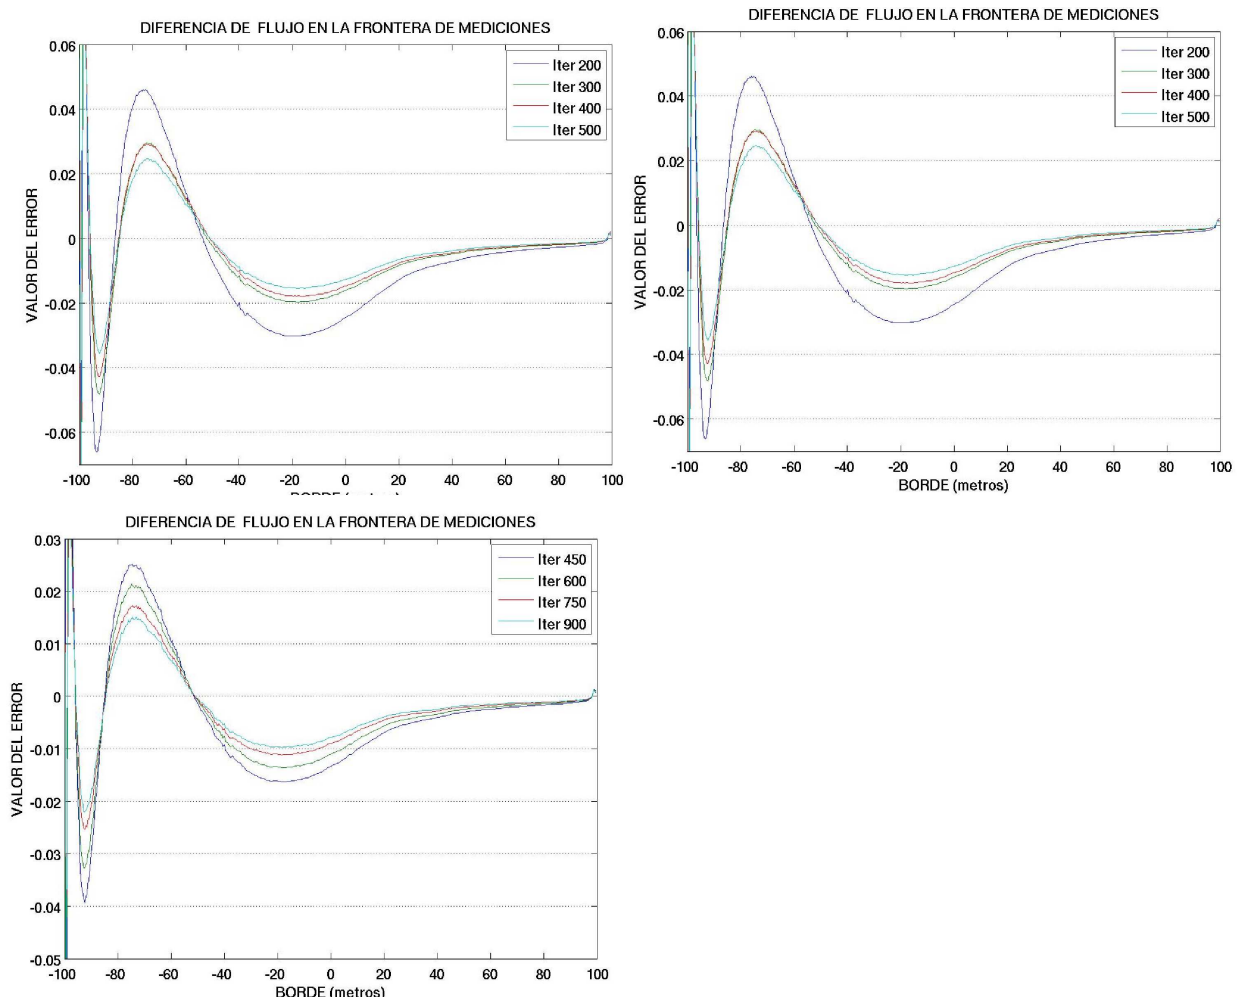 DIFERENCIA DE FLUJO EN LA FRONTERA DE MEDICIONES
0.06
0.04
0.02
0
-0.02
-0.04
-0.06
VALOR DEL ERROR
Iter 200
Iter 300
Iter 400
Iter 500
-100 -80 -60 -40 -20 0 20 40 60 80 100
BORDE (metros)
DIFERENCIA DE FLUJO EN LA FRONTERA DE MEDICIONES
0.06
0.04
0.02
0
-0.02
-0.04
-0.06
VALOR DEL ERROR
Iter 200
Iter 300
Iter 400
Iter 500
-100 -80 -60 -40 -20 0 20 40 60 80 100
BORDE (metros)
DIFERENCIA DE FLUJO EN LA FRONTERA DE MEDICIONES
0.03
0.02
0.01
0
-0.01
-0.02
-0.03
-0.04
-0.05
VALOR DEL ERROR
Iter 450
Iter 600
Iter 750
Iter 900
-100 -80 -60 -40 -20 0 20 40 60 80 100
BORDE (metros)